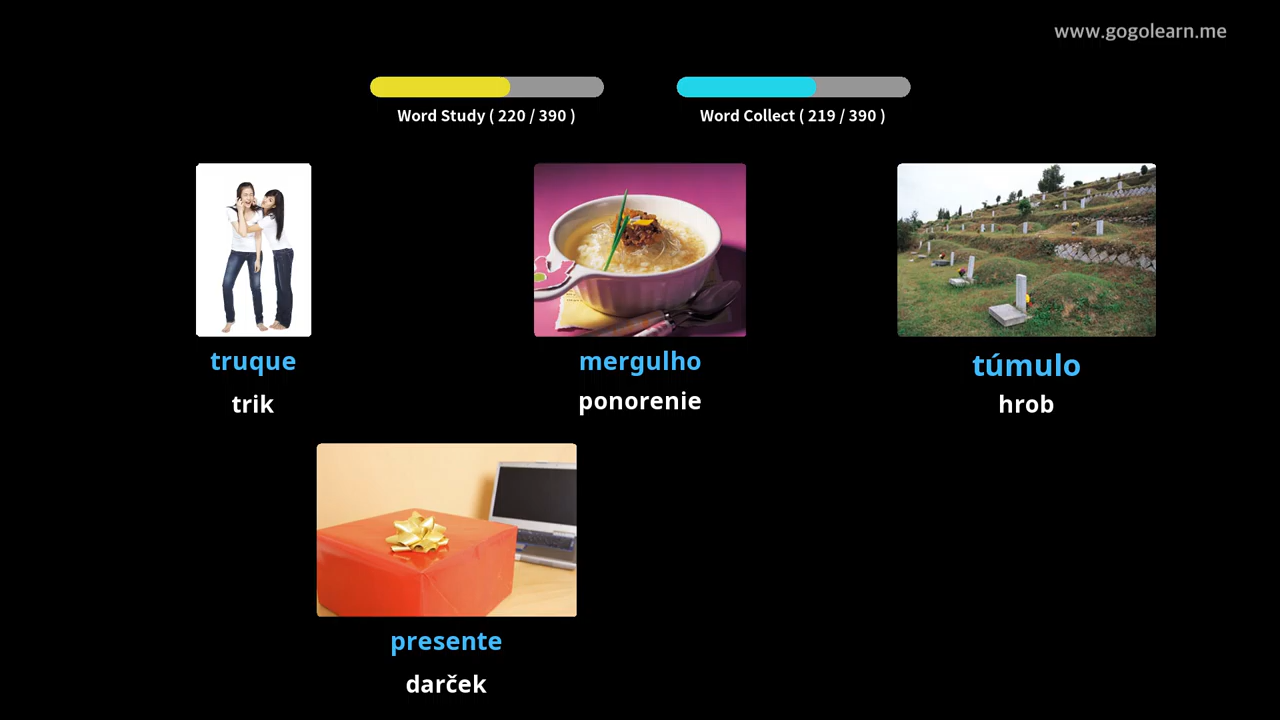 www.gogolearn.me
Word Study ( 220 / 390 )
Word Collect ( 219 / 390 )
truque
trik
mergulho
ponorenie
túmulo
hrob
presente
darček